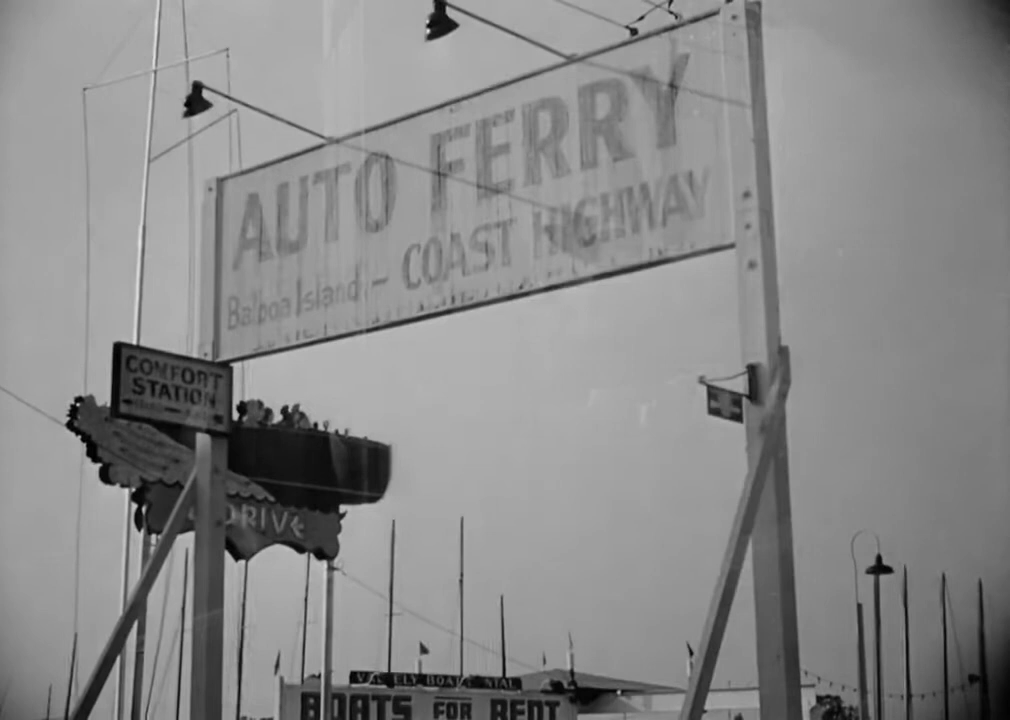 AUTO FERRY
Balboa Island - COAST HIGHWAY
COMFORT
STATION
DRIVE
BOATS FOR RENT